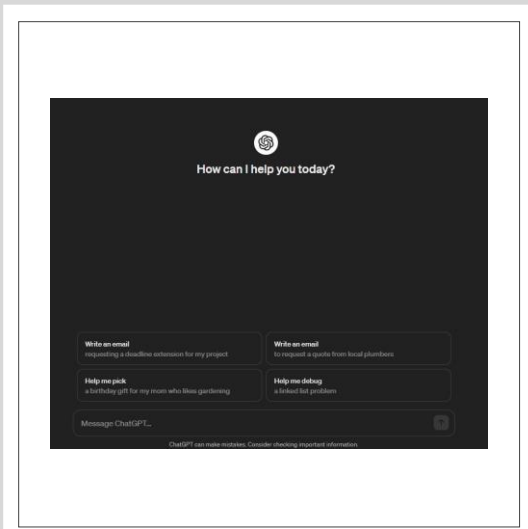 How can I help you today?
Write an email
requesting a deadline extension for my project
Write an email
to request a quote from local plumbers
Help me pick
a birthday gift for my mom who likes gardening
Help me debug
a linked list problem
Message ChatGPT...
ChatGPT can make mistakes. Consider checking important information.